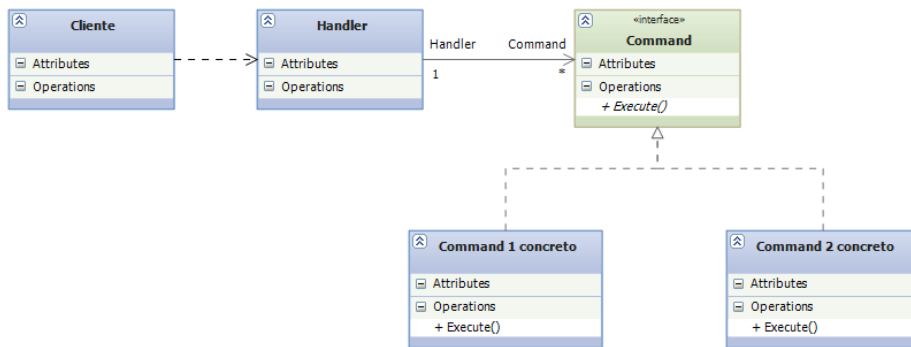 Cliente
Attributes
Operations
Handler
Attributes
Operations
Handler
1
Command
*
«interface»
Command
Attributes
Operations
+ Execute()
Command 1 concreto
Attributes
Operations
+ Execute()
Command 2 concreto
Attributes
Operations
+ Execute()